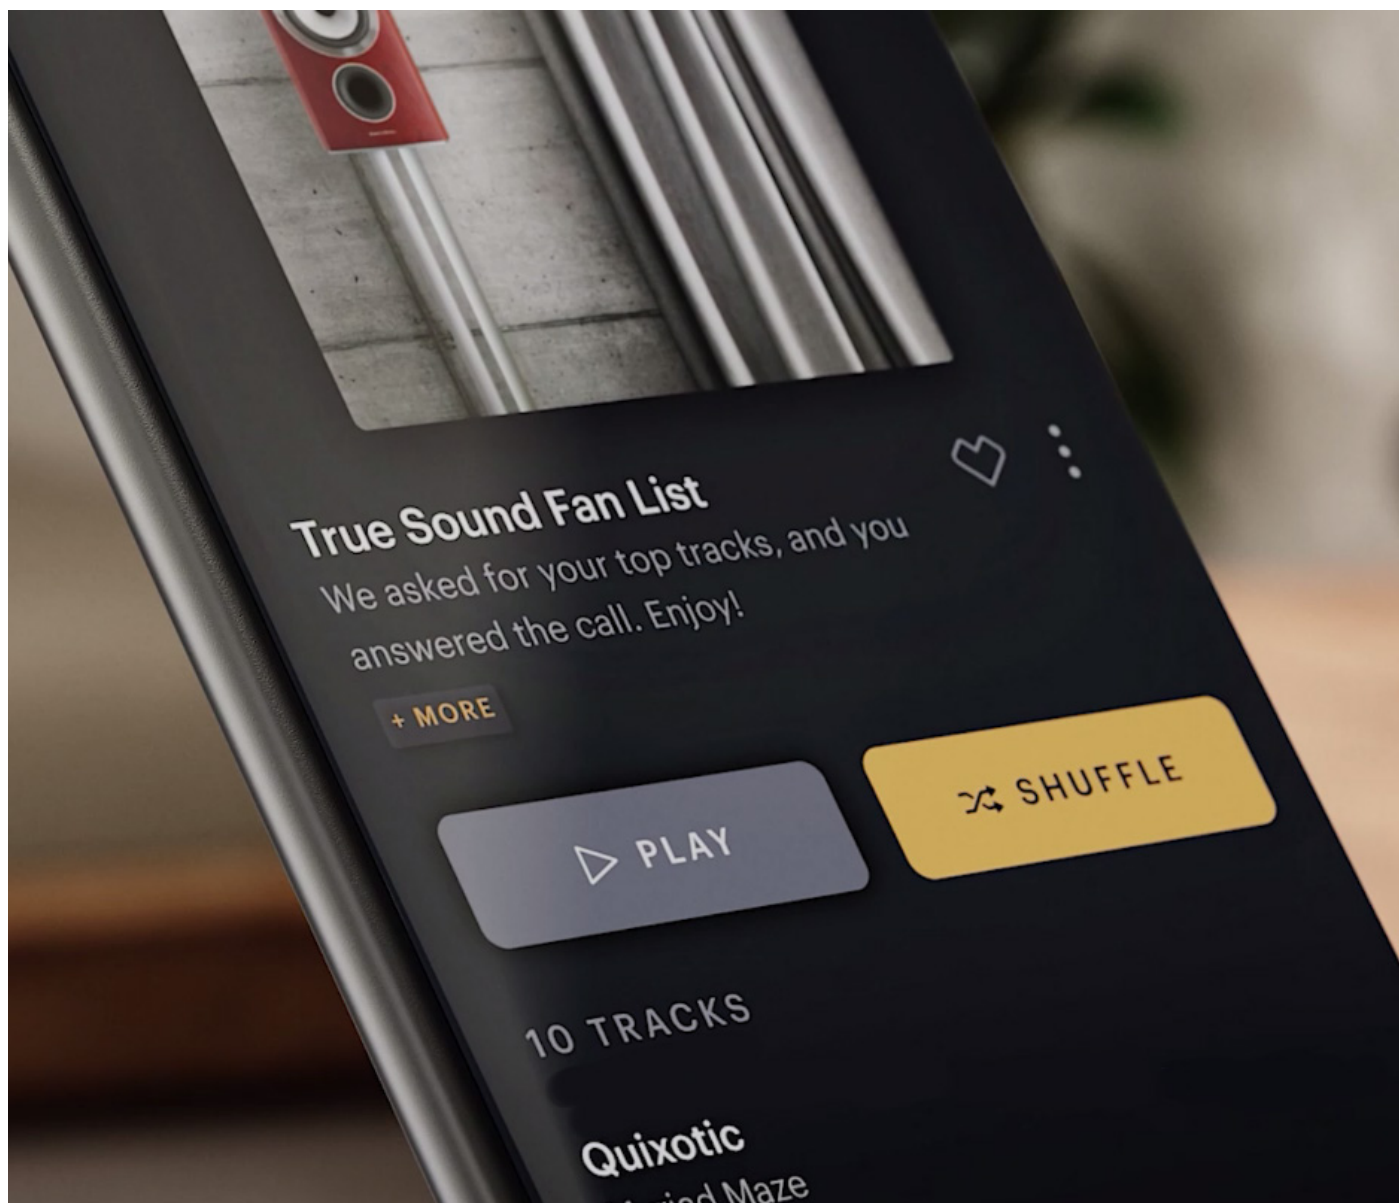 True Sound Fan List
We asked for your top tracks, and you
answered the call. Enjoy!
+ MORE
PLAY
SHUFFLE
10 TRACKS
Quixotic
Maze